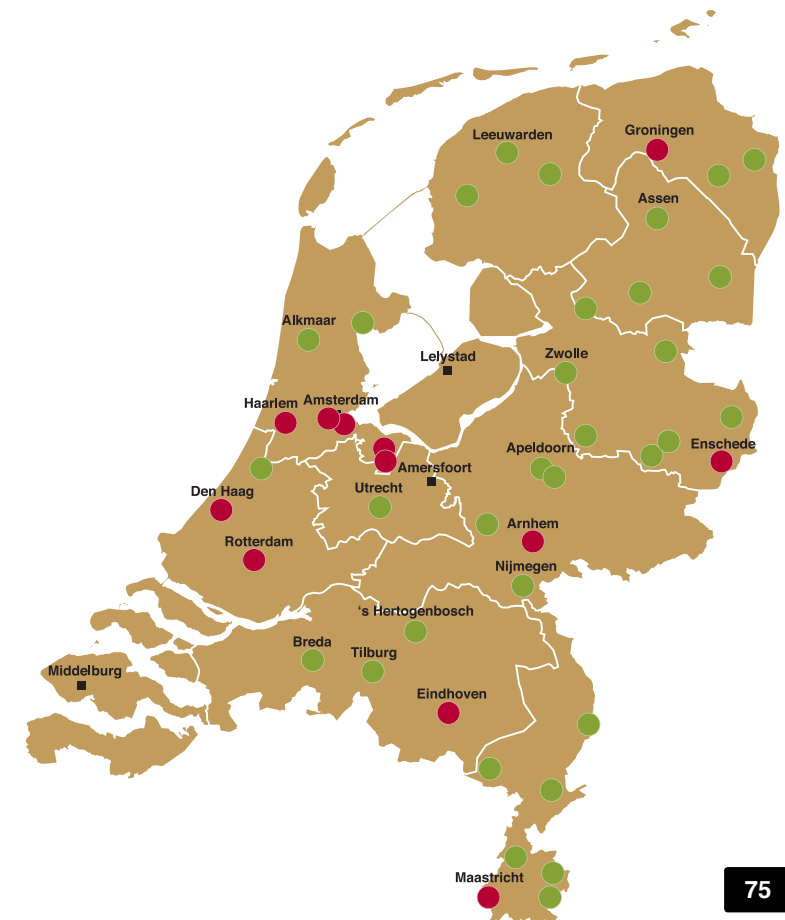 Leeuwarden
Groningen
Assen
Alkmaar
Lelystad
Zwolle
Haarlem
Amsterdam
Apeldoorn
Enschede
Amersfoort
Den Haag
Utrecht
Rotterdam
Arnhem
Nijmegen
‘s Hertogenbosch
Breda
Tilburg
Middelburg
Eindhoven
Maastricht
75